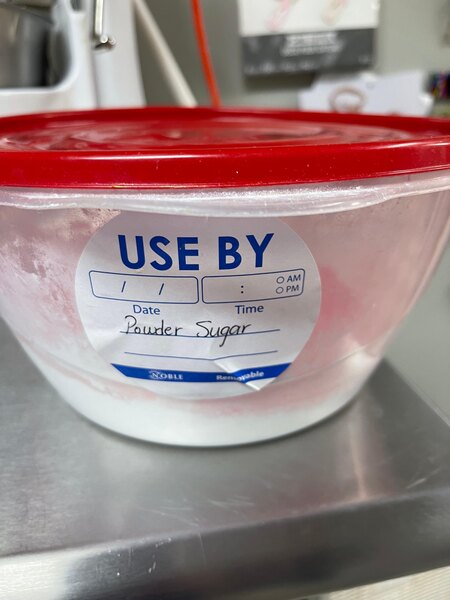 USE BY
/ / : AM
PM
Date Time
Powder Sugar
NOBLE Removable